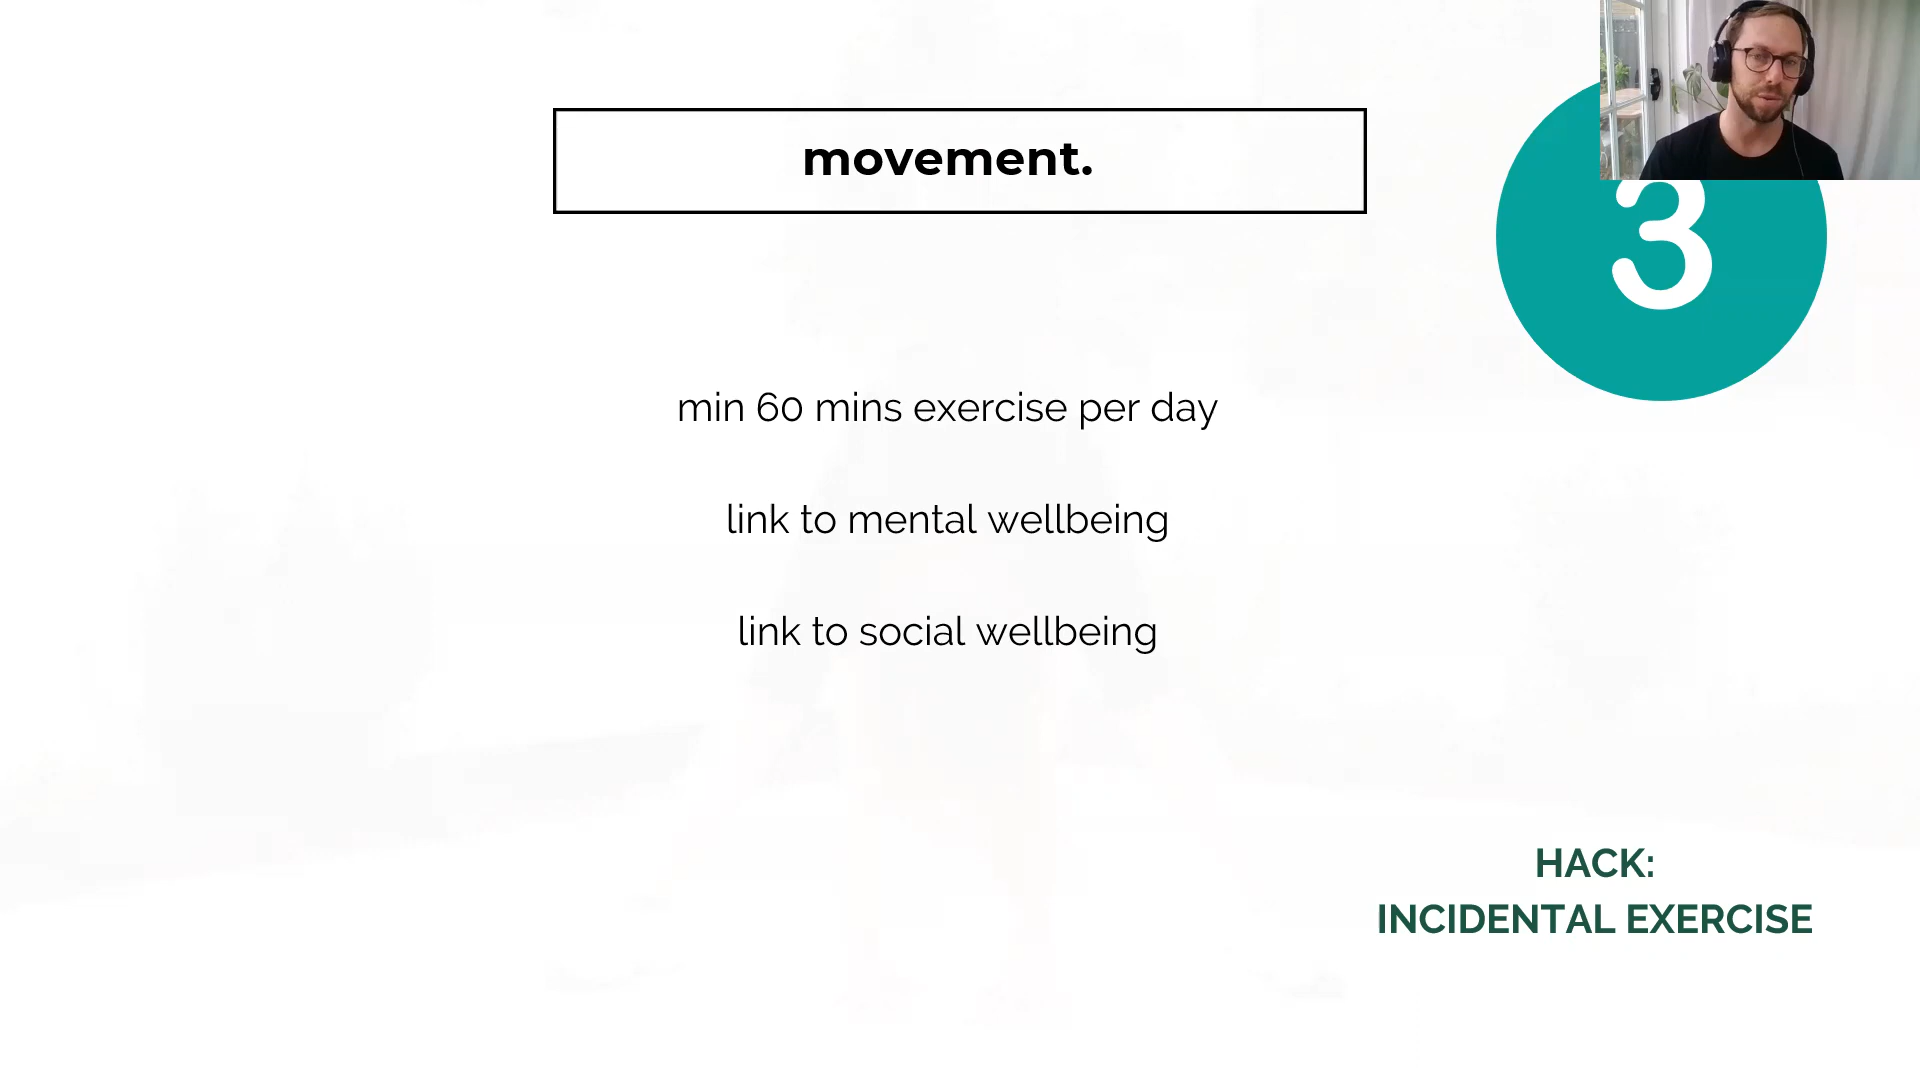 movement.
3
min 60 mins exercise per day
link to mental wellbeing
link to social wellbeing
HACK:
INCIDENTAL EXERCISE